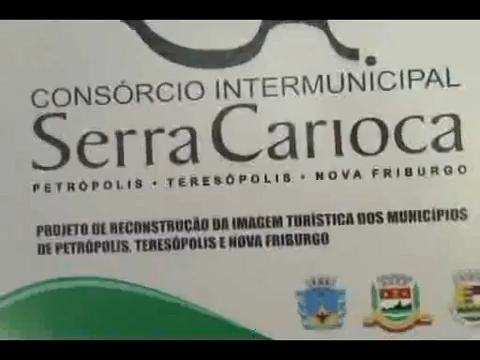 CONSÓRCIO INTERMUNICIPAL
Serra Carioca
PETRÓPOLIS • TERESÓPOLIS • NOVA FRIBURGO
PROJETO DE RECONSTRUÇÃO DA IMAGEM TURÍSTICA DOS MUNICÍPIOS
DE PETRÓPOLIS, TERESÓPOLIS E NOVA FRIBURGO